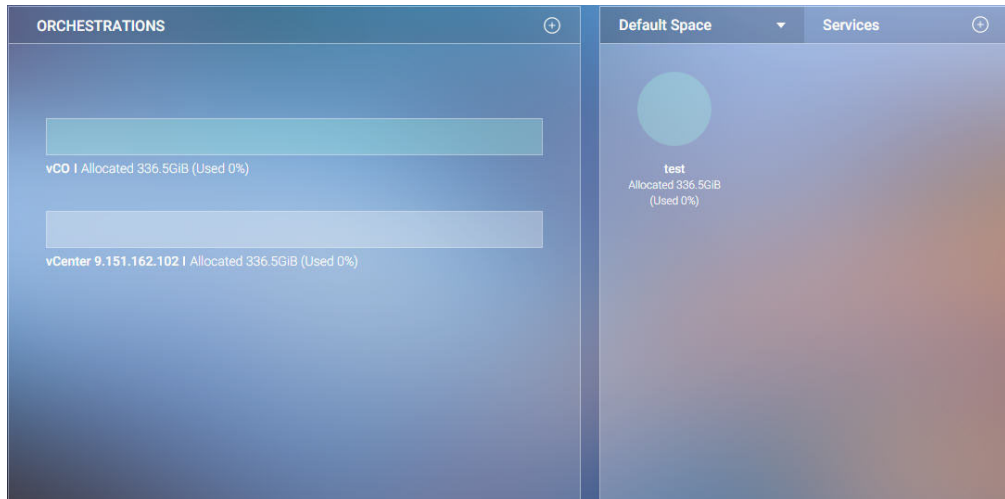 ORCHESTRATIONS
vCO I Allocated 336.5GiB (Used 0%)
vCenter 9.151.162.102 I Allocated 336.5GiB (Used 0%)
Default Space
Services
test
Allocated 336.5GiB
(Used 0%)